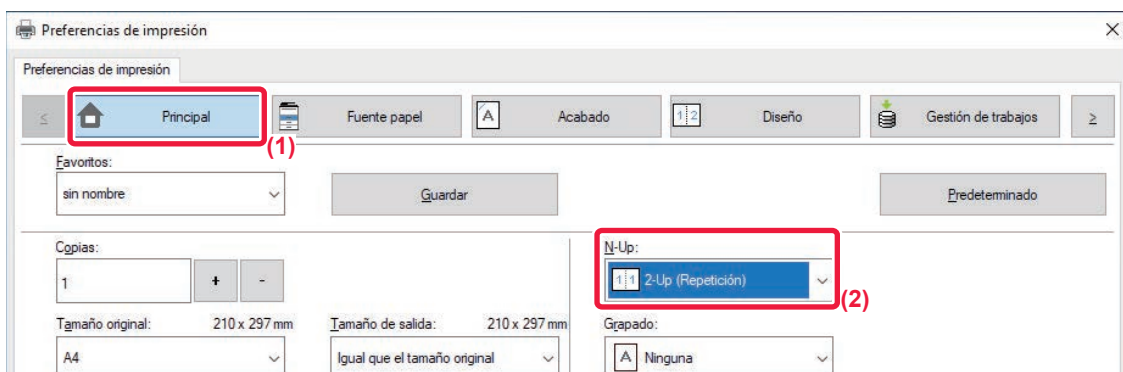 Preferencias de impresión
Preferencias de impresión
< Principal Fuente papel Acabado Diseño Gestión de trabajos >
(1)
Favoritos:
sin nombre Guardar Predeterminado
Copias: N-Up:
1 + - 2-Up (Repetición)
(2)
Tamaño original: 210 x 297 mm Tamaño de salida: 210 x 297 mm Grapado:
A4 Igual que el tamaño original Ninguna